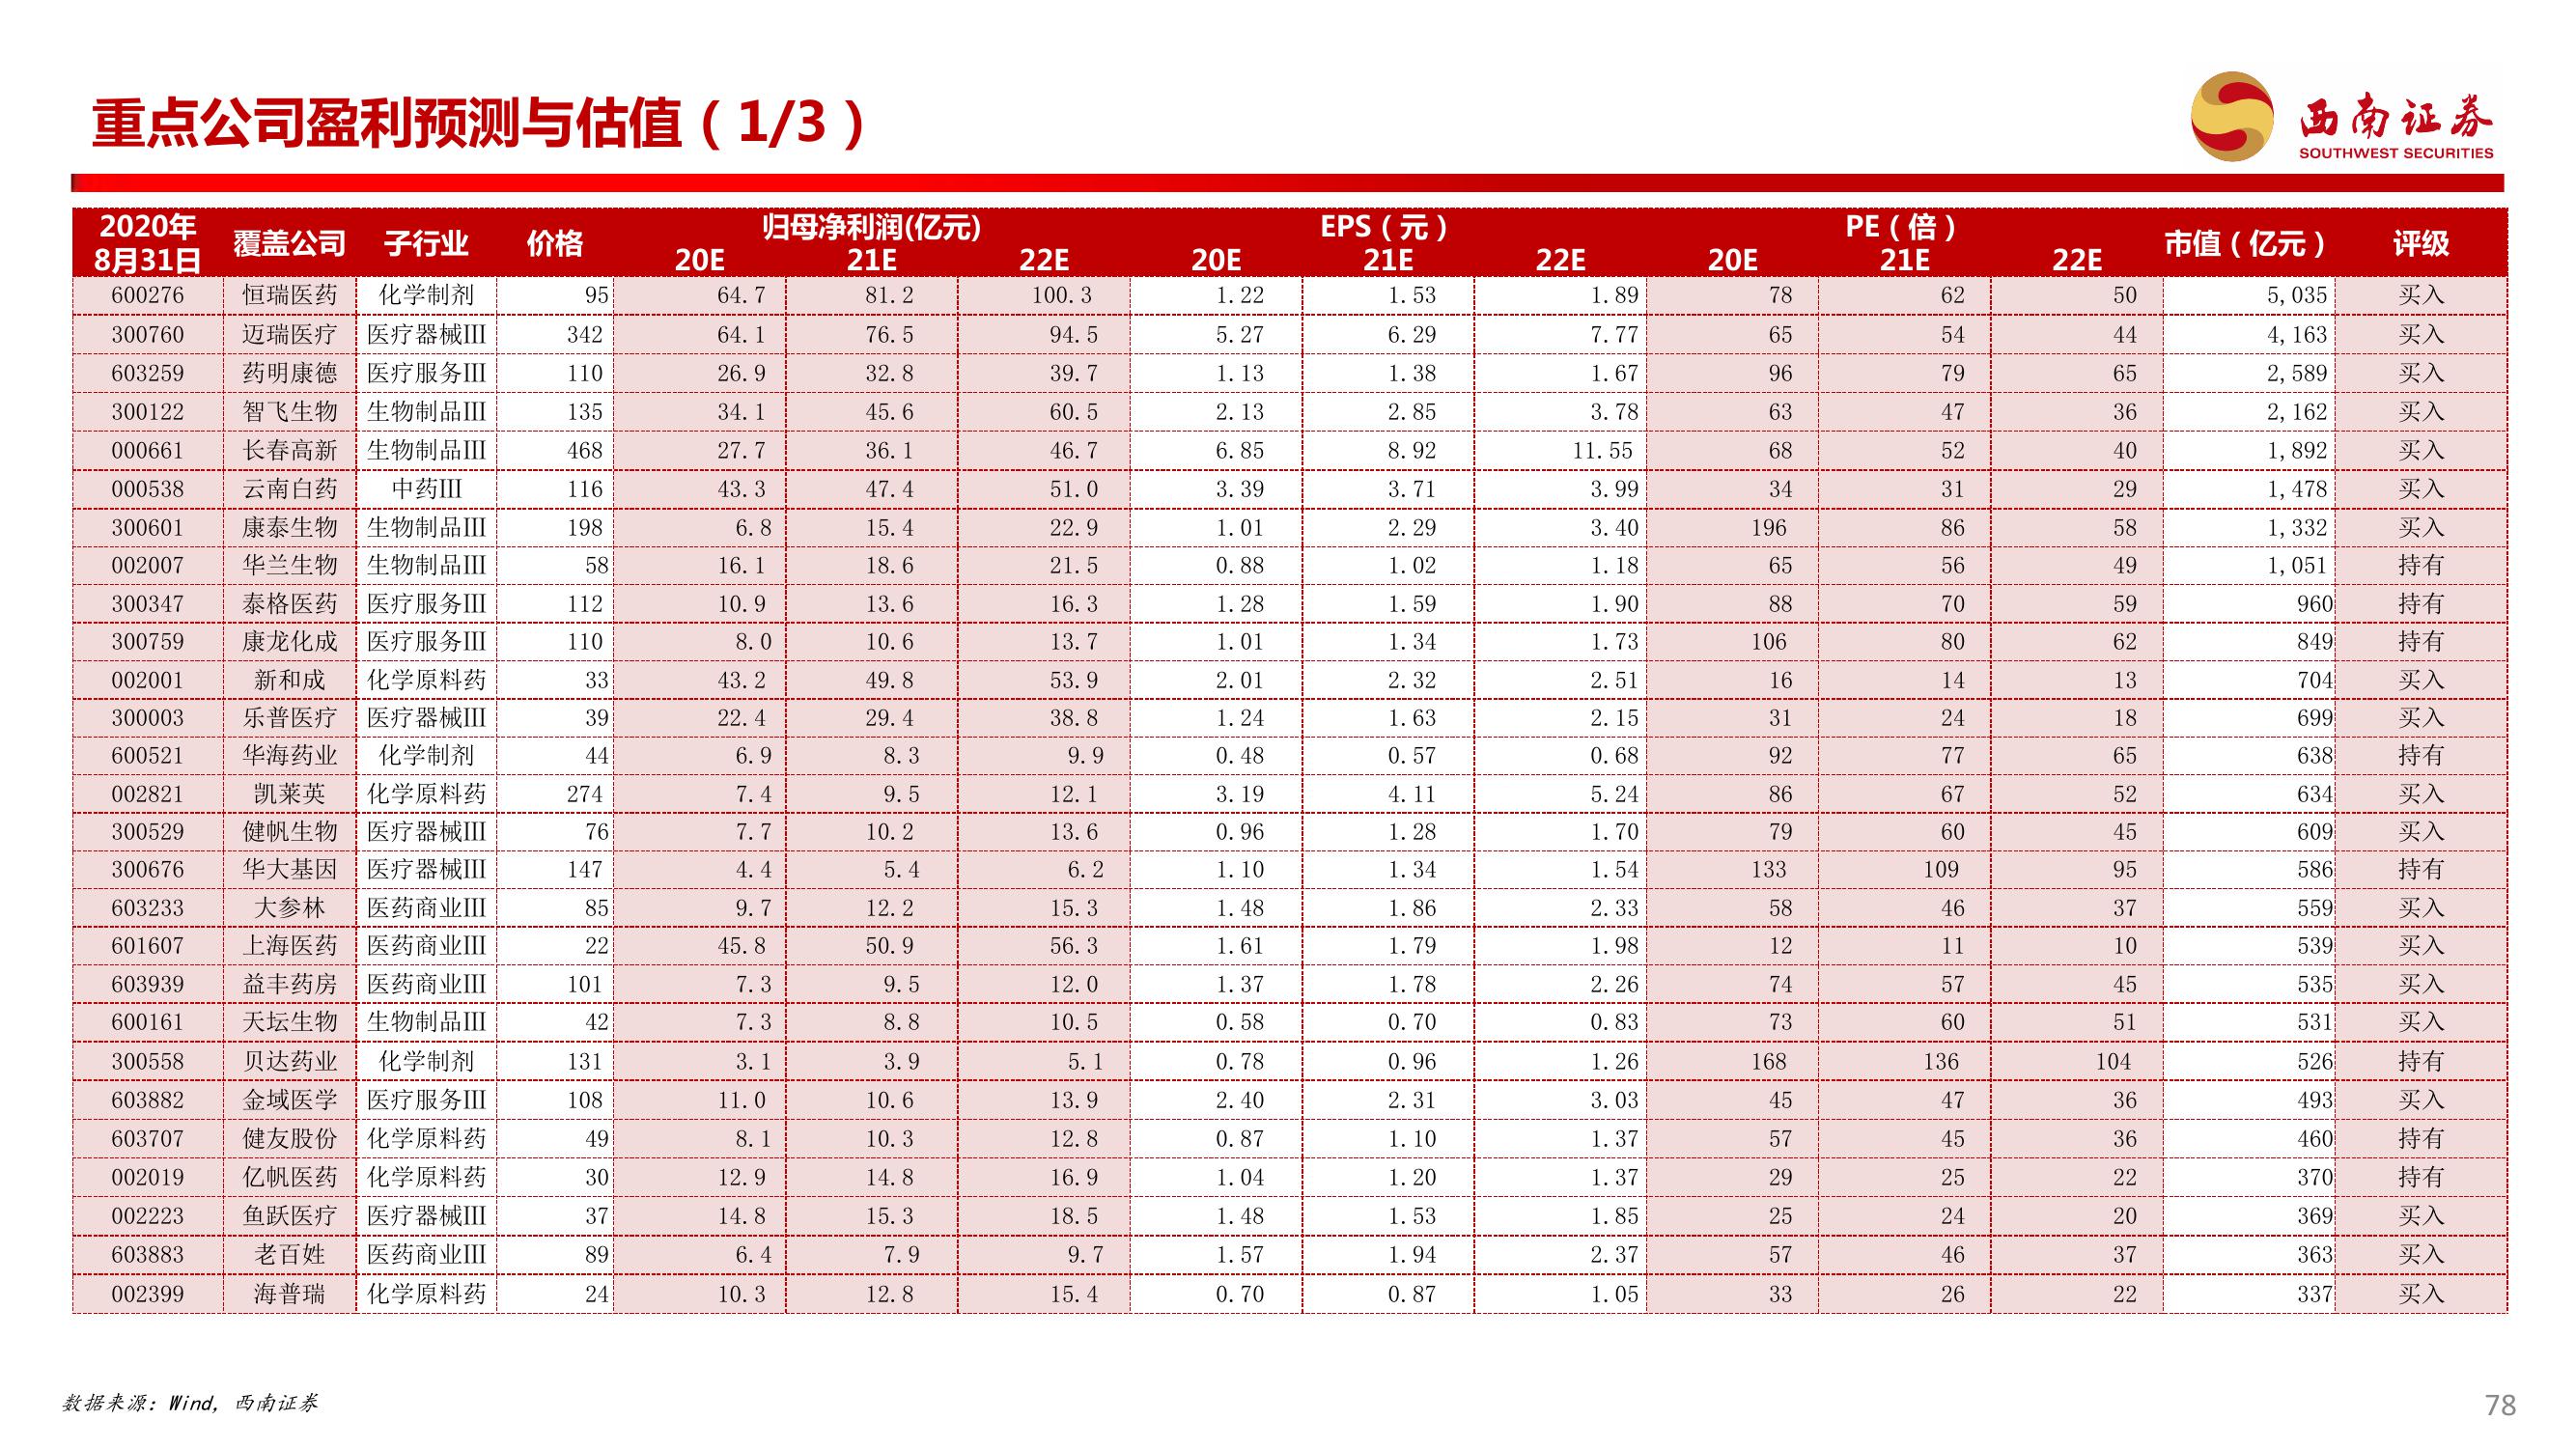 重点公司盈利预测与估值（1/3）
西南证券
SOUTHWEST SECURITIES
2020年8月31日 覆盖公司 子行业 价格 归母净利润(亿元) EPS（元） PE（倍） 市值（亿元） 评级
20E 21E 22E 20E 21E 22E 20E 21E 22E
600276 恒瑞医药 化学制剂 95 64.7 81.2 100.3 1.22 1.53 1.89 78 62 50 5,035 买入
300760 迈瑞医疗 医疗器械Ⅲ 342 64.1 76.5 94.5 5.27 6.29 7.77 65 54 44 4,163 买入
603259 药明康德 医疗服务Ⅲ 110 26.9 32.8 39.7 1.13 1.38 1.67 96 79 65 2,589 买入
300122 智飞生物 生物制品Ⅲ 135 34.1 45.6 60.5 2.13 2.85 3.78 63 47 36 2,162 买入
000661 长春高新 生物制品Ⅲ 468 27.7 36.1 46.7 6.85 8.92 11.55 68 52 40 1,892 买入
000538 云南白药 中药Ⅲ 116 43.3 47.4 51.0 3.39 3.71 3.99 34 31 29 1,478 买入
300601 康泰生物 生物制品Ⅲ 198 6.8 15.4 22.9 1.01 2.29 3.40 196 86 58 1,332 买入
002007 华兰生物 生物制品Ⅲ 58 16.1 18.6 21.5 0.88 1.02 1.18 65 56 49 1,051 持有
300347 泰格医药 医疗服务Ⅲ 112 10.9 13.6 16.3 1.28 1.59 1.90 88 70 59 960 持有
300759 康龙化成 医疗服务Ⅲ 110 8.0 10.6 13.7 1.01 1.34 1.73 106 80 62 849 持有
002001 新和成 化学原料药 33 43.2 49.8 53.9 2.01 2.32 2.51 16 14 13 704 买入
300003 乐普医疗 医疗器械Ⅲ 39 22.4 29.4 38.8 1.24 1.63 2.15 31 24 18 699 买入
600521 华海药业 化学制剂 44 6.9 8.3 9.9 0.48 0.57 0.68 92 77 65 638 持有
002821 凯莱英 化学原料药 274 7.4 9.5 12.1 3.19 4.11 5.24 86 67 52 634 买入
300529 健帆生物 医疗器械Ⅲ 76 7.7 10.2 13.6 0.96 1.28 1.70 79 60 45 609 买入
300676 华大基因 医疗器械Ⅲ 147 4.4 5.4 6.2 1.10 1.34 1.54 133 109 95 586 持有
603233 大参林 医药商业Ⅲ 85 9.7 12.2 15.3 1.48 1.86 2.33 58 46 37 559 买入
601607 上海医药 医药商业Ⅲ 22 45.8 50.9 56.3 1.61 1.79 1.98 12 11 10 539 买入
603939 益丰药房 医药商业Ⅲ 101 7.3 9.5 12.0 1.37 1.78 2.26 74 57 45 535 买入
600161 天坛生物 生物制品Ⅲ 42 7.3 8.8 10.5 0.58 0.70 0.83 73 60 51 531 买入
300558 贝达药业 化学制剂 131 3.1 3.9 5.1 0.78 0.96 1.26 168 136 104 526 持有
603882 金域医学 医疗服务Ⅲ 108 11.0 10.6 13.9 2.40 2.31 3.03 45 47 36 493 买入
603707 健友股份 化学原料药 49 8.1 10.3 12.8 0.87 1.10 1.37 57 45 36 460 持有
002019 亿帆医药 化学原料药 30 12.9 14.8 16.9 1.04 1.20 1.37 29 25 22 370 持有
002223 鱼跃医疗 医疗器械Ⅲ 37 14.8 15.3 18.5 1.48 1.53 1.85 25 24 20 369 买入
603883 老百姓 医药商业Ⅲ 89 6.4 7.9 9.7 1.57 1.94 2.37 57 46 37 363 买入
002399 海普瑞 化学原料药 24 10.3 12.8 15.4 0.70 0.87 1.05 33 26 22 337 买入
数据来源：Wind，西南证券
78